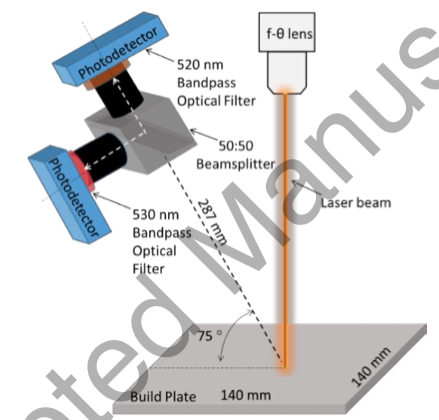 Photodetector
f-θ lens
520 nm
Bandpass
Optical Filter
50:50
Beamsplitter
Photodetector
Laser beam
530 nm
Bandpass
Optical
Filter
287 mm
75 °
Build Plate
140 mm
140 mm
ted Manus